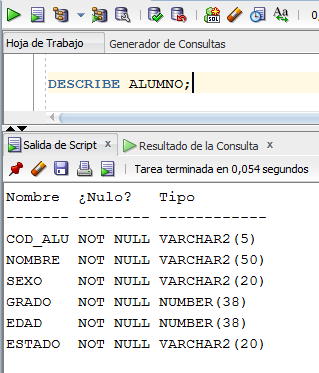 SQL
Aa
Hoja de Trabajo Generador de Consultas
DESCRIBE ALUMNO;
Salida de Script x Resultado de la Consulta x
Tarea terminada en 0,054 segundos
Nombre ¿Nulo? Tipo
------- -------- ------------
COD_ALU NOT NULL VARCHAR2(5)
NOMBRE NOT NULL VARCHAR2(50)
SEXO NOT NULL VARCHAR2(20)
GRADO NOT NULL NUMBER(38)
EDAD NOT NULL NUMBER(38)
ESTADO NOT NULL VARCHAR2(20)